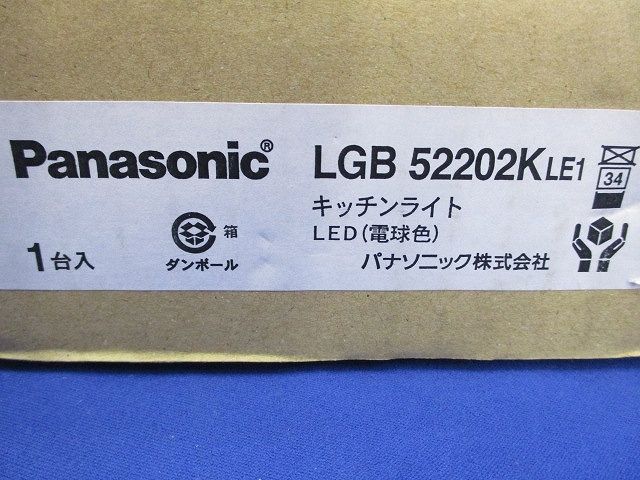 Panasonic®
LGB 52202K LE1
34
キッチンライト
LED(電球色)
1台入
箱
ダンボール
パナソニック株式会社